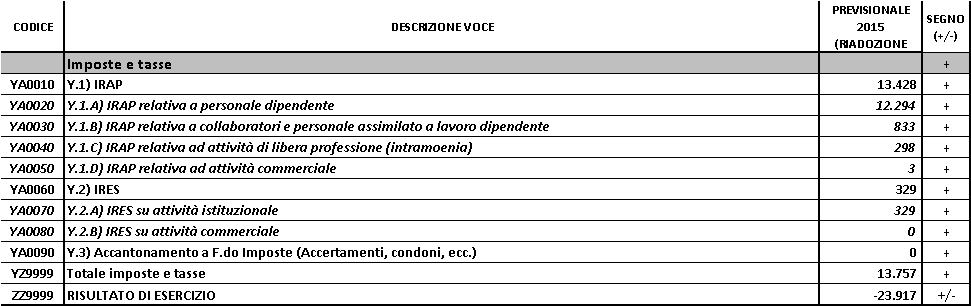 CODICE DESCRIZIONE VOCE PREVISIONALE 2015 (RIADOZIONE SEGNO (+/-)
Imposte e tasse +
YA0010 Y.1) IRAP 13.428 +
YA0020 Y.1.A) IRAP relativa a personale dipendente 12.294 +
YA0030 Y.1.B) IRAP relativa a collaboratori e personale assimilato a lavoro dipendente 833 +
YA0040 Y.1.C) IRAP relativa ad attività di libera professione (intramoenia) 298 +
YA0050 Y.1.D) IRAP relativa ad attività commerciale 3 +
YA0060 Y.2) IRES 329 +
YA0070 Y.2.A) IRES su attività istituzionale 329 +
YA0080 Y.2.B) IRES su attività commerciale 0 +
YA0090 Y.3) Accantonamento a F.do Imposte (Accertamenti, condoni, ecc.) 0 +
YZ9999 Totale imposte e tasse 13.757 +
ZZ9999 RISULTATO DI ESERCIZIO -23.917 +/-